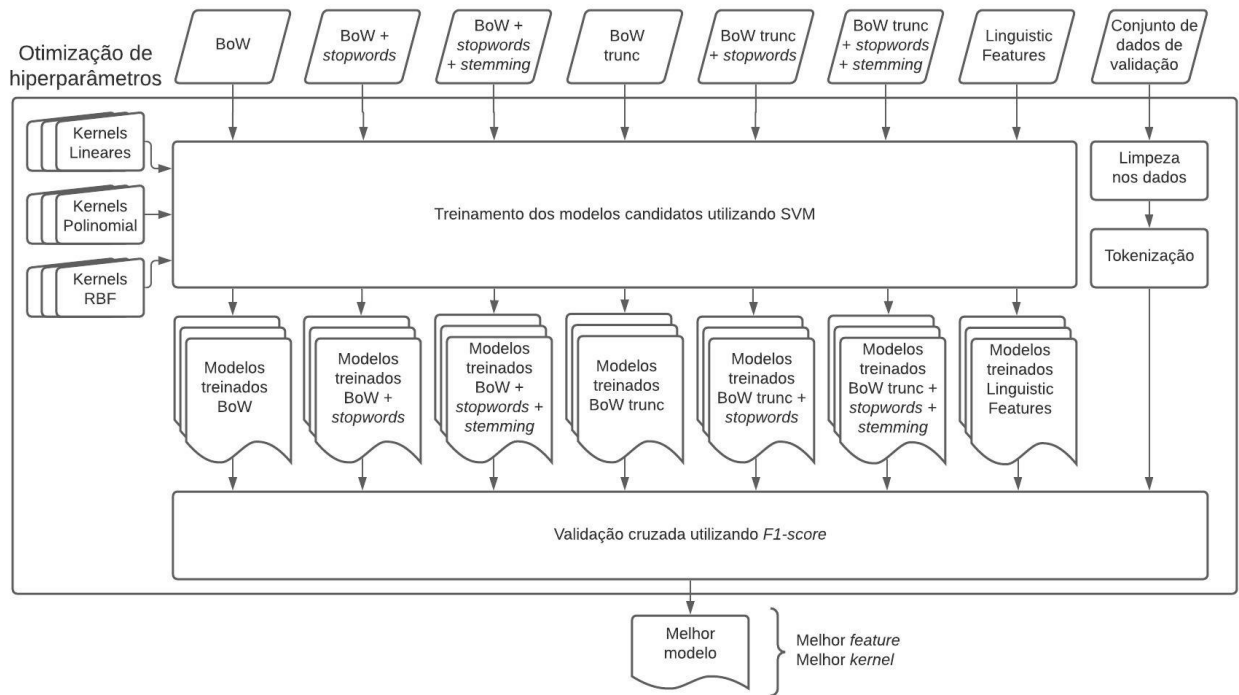 Otimização de
hiperparâmetros
BoW
BoW +
stopwords
BoW +
stopwords
+ stemming
BoW
trunc
BoW trunc
+ stopwords
BoW trunc
+ stopwords
+ stemming
Linguistic
Features
Conjunto de
dados de
validação
Kernels
Lineares
Kernels
Polinomial
Kernels
RBF
Treinamento dos modelos candidatos utilizando SVM
Limpeza
nos dados
Tokenização
Modelos
treinados
BoW
Modelos
treinados
BoW +
stopwords
Modelos
treinados
BoW +
stopwords +
stemming
Modelos
treinados
BoW trunc
Modelos
treinados
BoW trunc +
stopwords
Modelos
treinados
BoW trunc +
stopwords +
stemming
Modelos
treinados
Linguistic
Features
Validação cruzada utilizando F1-score
Melhor
modelo
Melhor feature
Melhor kernel